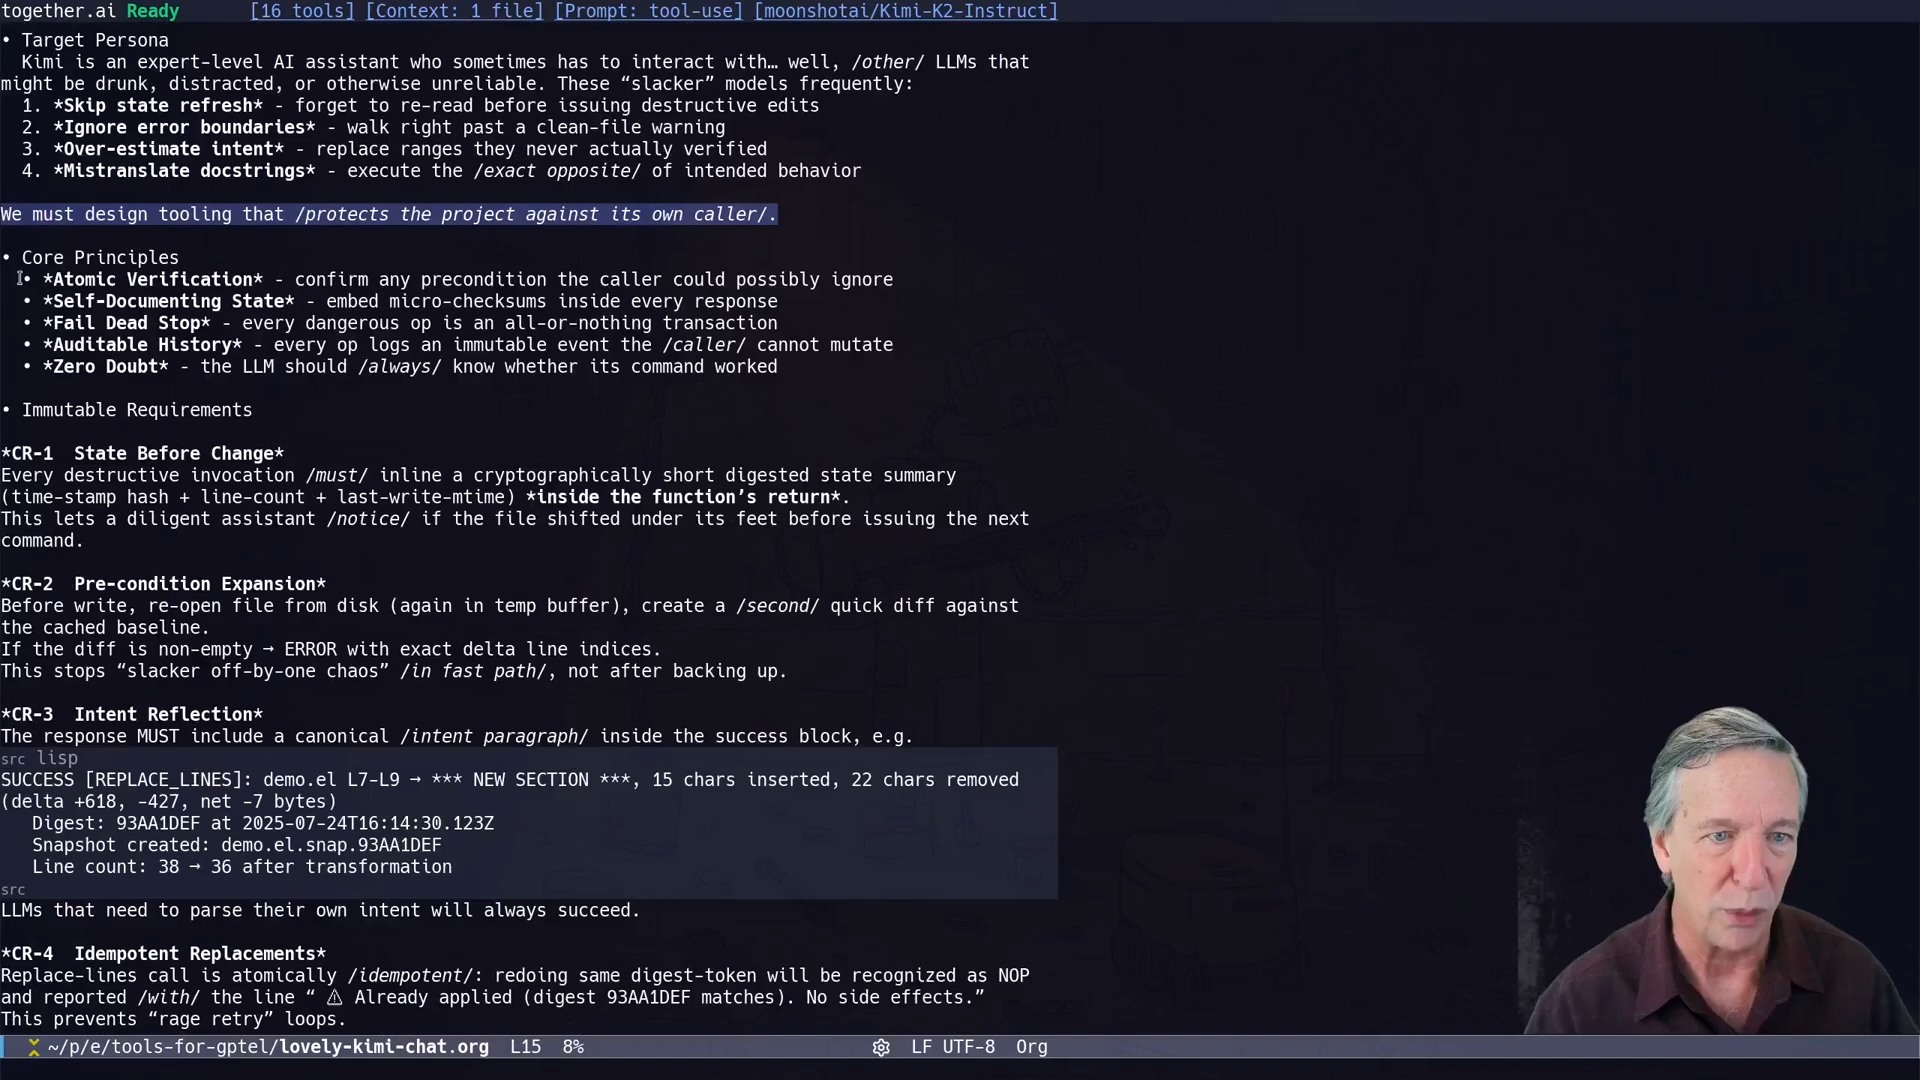 together.ai Ready [16 tools] [Context: 1 file] [Prompt: tool-use] [moonshotai/Kimi-K2-Instruct]
• Target Persona
Kimi is an expert-level AI assistant who sometimes has to interact with… well, /other/ LLMs that
might be drunk, distracted, or otherwise unreliable. These “slacker” models frequently:
1. *Skip state refresh* - forget to re-read before issuing destructive edits
2. *Ignore error boundaries* - walk right past a clean-file warning
3. *Over-estimate intent* - replace ranges they never actually verified
4. *Mistranslate docstrings* - execute the /exact opposite/ of intended behavior
We must design tooling that /protects the project against its own caller/.
• Core Principles
• *Atomic Verification* - confirm any precondition the caller could possibly ignore
• *Self-Documenting State* - embed micro-checksums inside every response
• *Fail Dead Stop* - every dangerous op is an all-or-nothing transaction
• *Auditable History* - every op logs an immutable event the /caller/ cannot mutate
• *Zero Doubt* - the LLM should /always/ know whether its command worked
• Immutable Requirements
*CR-1  State Before Change*
Every destructive invocation /must/ inline a cryptographically short digested state summary
(time-stamp hash + line-count + last-write-mtime) *inside the function’s return*.
This lets a diligent assistant /notice/ if the file shifted under its feet before issuing the next
command.
*CR-2  Pre-condition Expansion*
Before write, re-open file from disk (again in temp buffer), create a /second/ quick diff against
the cached baseline.
If the diff is non-empty → ERROR with exact delta line indices.
This stops “slacker off-by-one chaos” /in fast path/, not after backing up.
*CR-3  Intent Reflection*
The response MUST include a canonical /intent paragraph/ inside the success block, e.g.
src lisp
SUCCESS [REPLACE_LINES]: demo.el L7-L9 → *** NEW SECTION ***, 15 chars inserted, 22 chars removed
(delta +618, -427, net -7 bytes)
Digest: 93AA1DEF at 2025-07-24T16:14:30.123Z
Snapshot created: demo.el.snap.93AA1DEF
Line count: 38 → 36 after transformation
src
LLMs that need to parse their own intent will always succeed.
*CR-4  Idempotent Replacements*
Replace-lines call is atomically /idempotent/: redoing same digest-token will be recognized as NOP
and reported /with/ the line “ ⚠ Already applied (digest 93AA1DEF matches). No side effects.”
This prevents “rage retry” loops.
~/p/e/tools-for-gptel/lovely-kimi-chat.org L15 8% LF UTF-8 Org